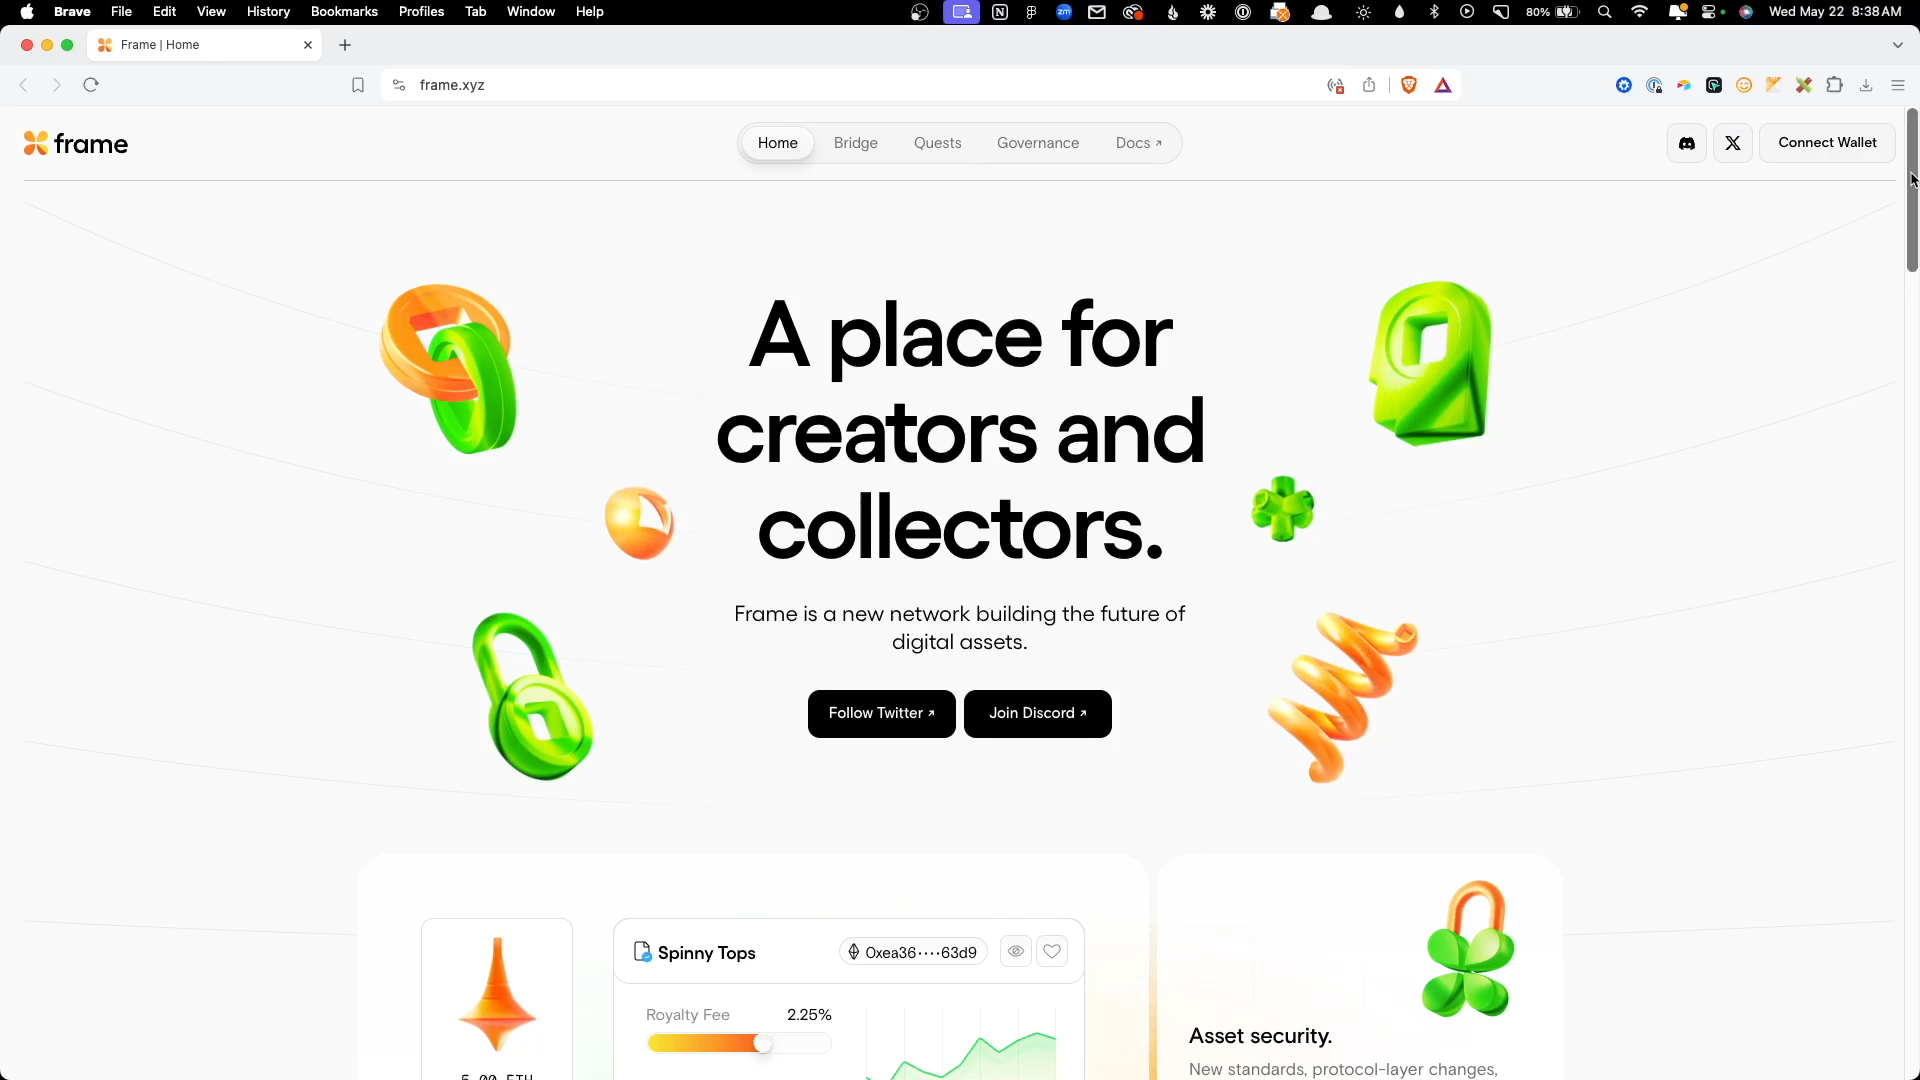 Brave File Edit View History Bookmarks Profiles Tab Window Help
zm 80% Wed May 22 8:38 AM
Frame | Home
frame.xyz
frame
Home Bridge Quests Governance Docs ↗
Connect Wallet
A place for
creators and
collectors.
Frame is a new network building the future of
digital assets.
Follow Twitter ↗ Join Discord ↗
Spinny Tops 0xea36····63d9
Royalty Fee 2.25%
Asset security.
New standards, protocol-layer changes,